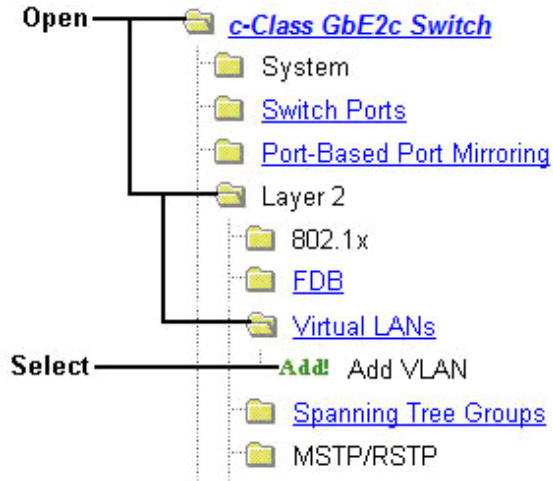 Open c-Class GbE2c Switch
System
Switch Ports
Port-Based Port Mirroring
Layer 2
802.1x
FDB
Virtual LANs
Select Add! Add VLAN
Spanning Tree Groups
MSTP/RSTP